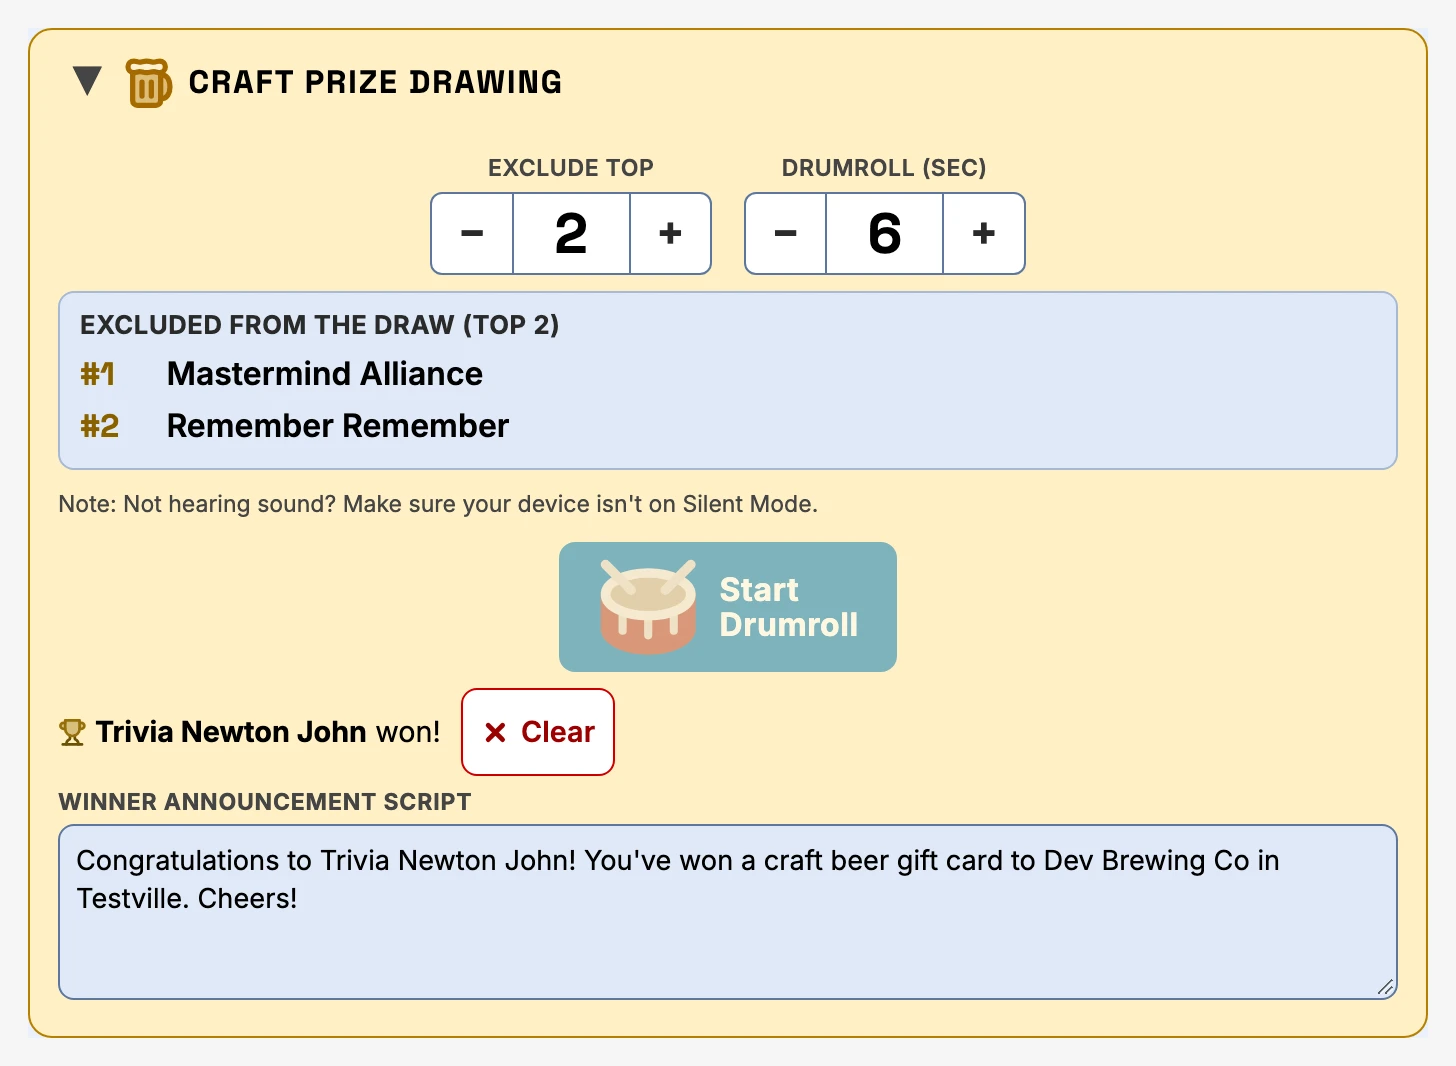 ▼ CRAFT PRIZE DRAWING
EXCLUDE TOP
DRUMROLL (SEC)
− 2 +
− 6 +
EXCLUDED FROM THE DRAW (TOP 2)
#1 Mastermind Alliance
#2 Remember Remember
Note: Not hearing sound? Make sure your device isn't on Silent Mode.
Start
Drumroll
Trivia Newton John won!
✕ Clear
WINNER ANNOUNCEMENT SCRIPT
Congratulations to Trivia Newton John! You've won a craft beer gift card to Dev Brewing Co in
Testville. Cheers!